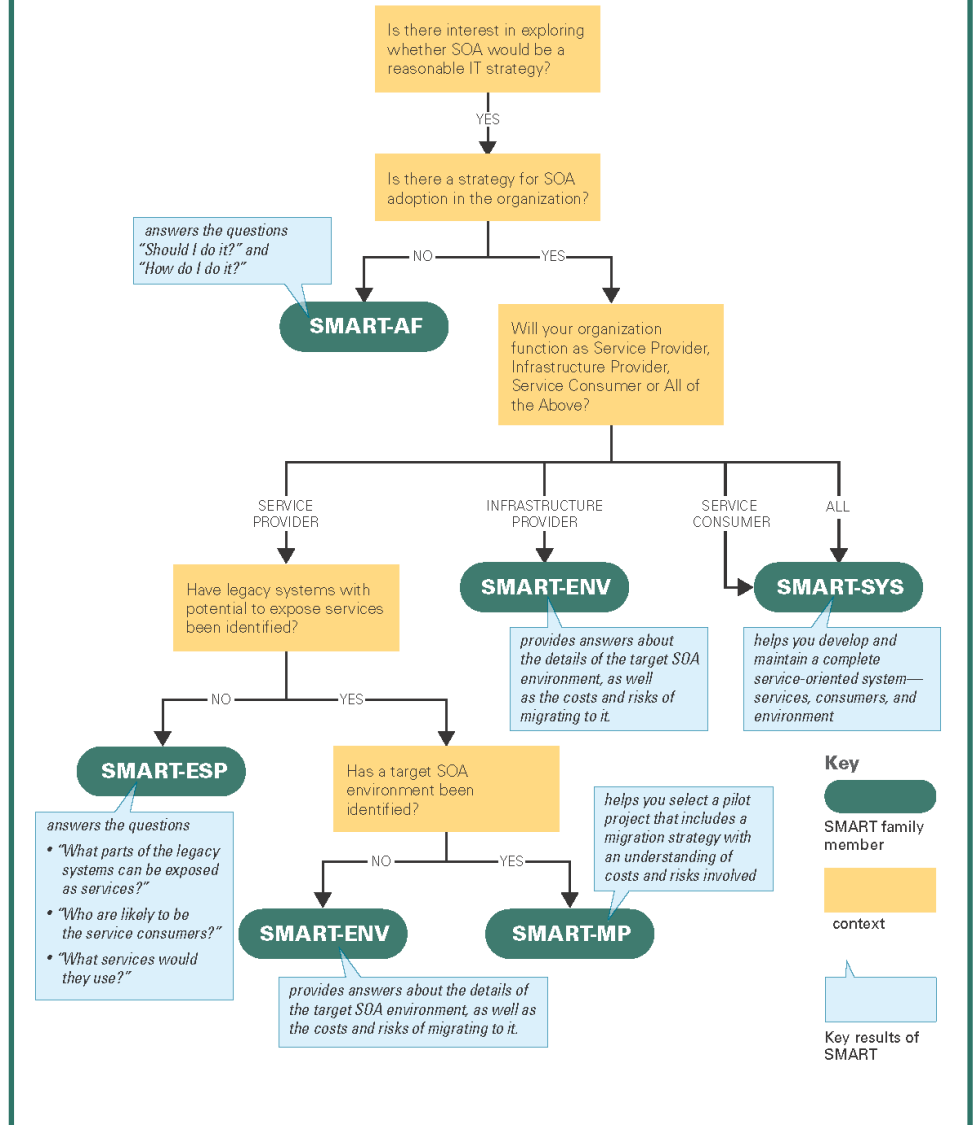 Is there interest in exploring
whether SOA would be a
reasonable IT strategy?
YES
Is there a strategy for SOA
adoption in the organization?
answers the questions
“Should I do it?” and
“How do I do it?”
NO
YES
SMART-AF
Will your organization
function as Service Provider,
Infrastructure Provider,
Service Consumer or All of
the Above?
SERVICE
PROVIDER
INFRASTRUCTURE
PROVIDER
SERVICE
CONSUMER
ALL
Have legacy systems with
potential to expose services
been identified?
SMART-ENV
SMART-SYS
provides answers about
the details of the target SOA
environment, as well
as the costs and risks of
migrating to it.
helps you develop and
maintain a complete
service-oriented system—
services, consumers, and
environment
NO
YES
SMART-ESP
Has a target SOA
environment been
identified?
answers the questions
• “What parts of the legacy
systems can be exposed
as services?”
• “Who are likely to be
the service consumers?”
• “What services would
they use?”
helps you select a pilot
project that includes a
migration strategy with
an understanding of
costs and risks involved
NO
YES
SMART-ENV
SMART-MP
provides answers about the details of
the target SOA environment, as well as
the costs and risks of migrating to it.
Key
SMART family
member
context
Key results of
SMART